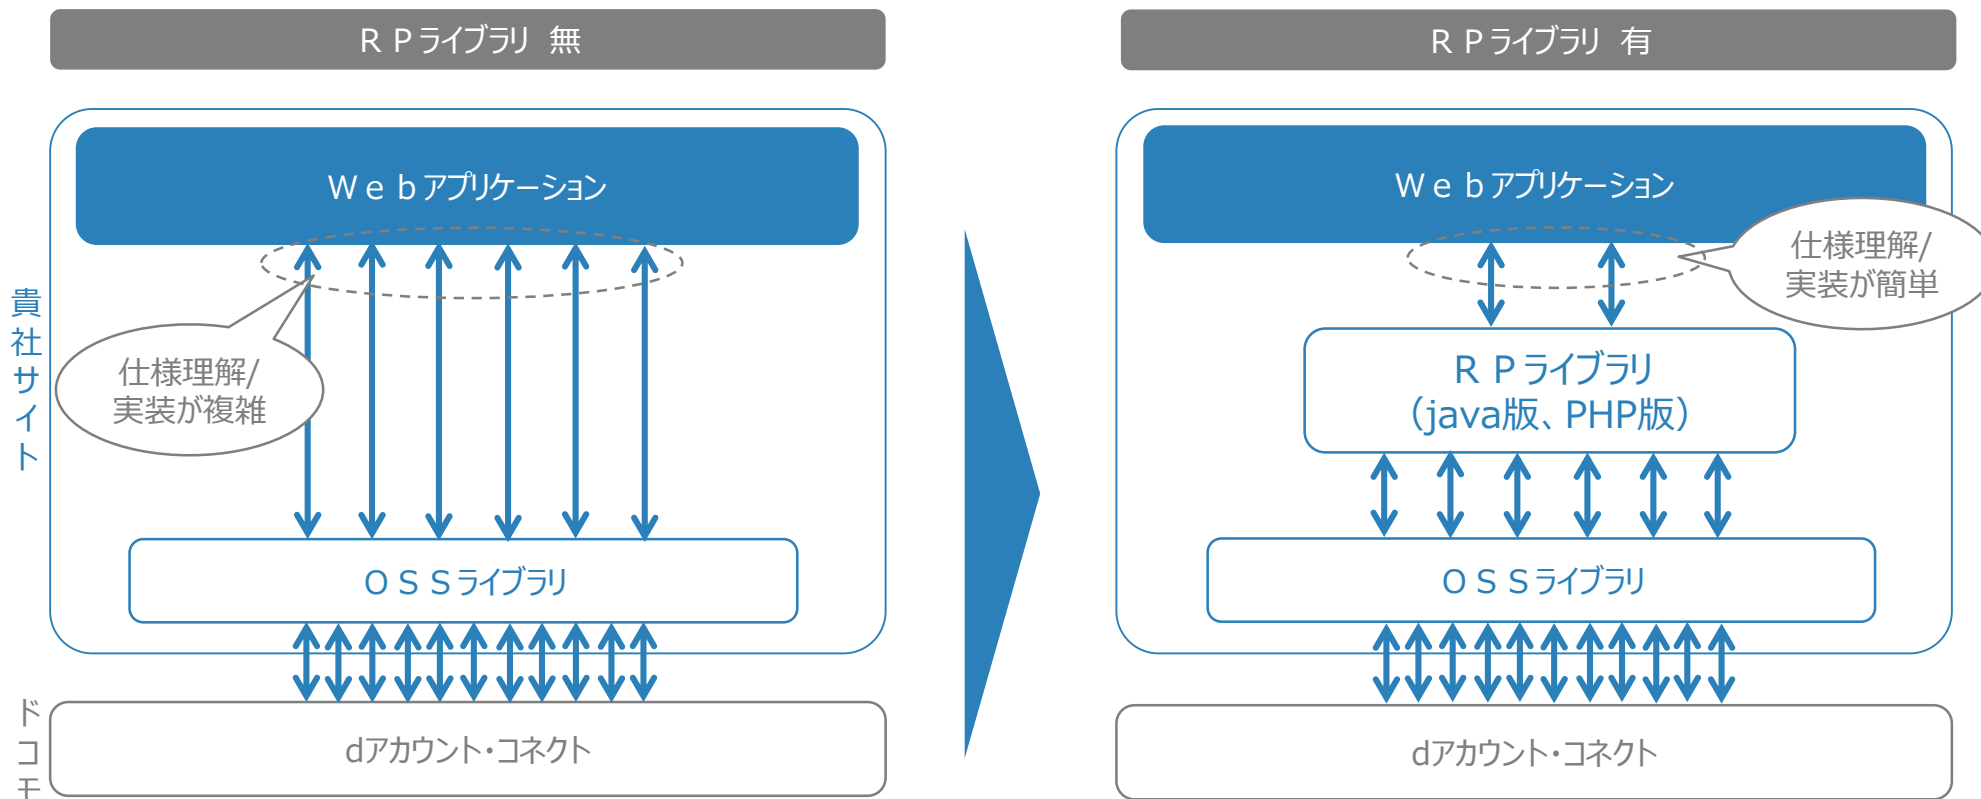 ＲＰライブラリ 無
Ｗｅｂアプリケーション
仕様理解/
実装が複雑
貴社サイト
ＯＳＳライブラリ
ドコモ
dアカウント・コネクト
ＲＰライブラリ 有
Ｗｅｂアプリケーション
仕様理解/
実装が簡単
ＲＰライブラリ
（java版、PHP版）
ＯＳＳライブラリ
dアカウント・コネクト